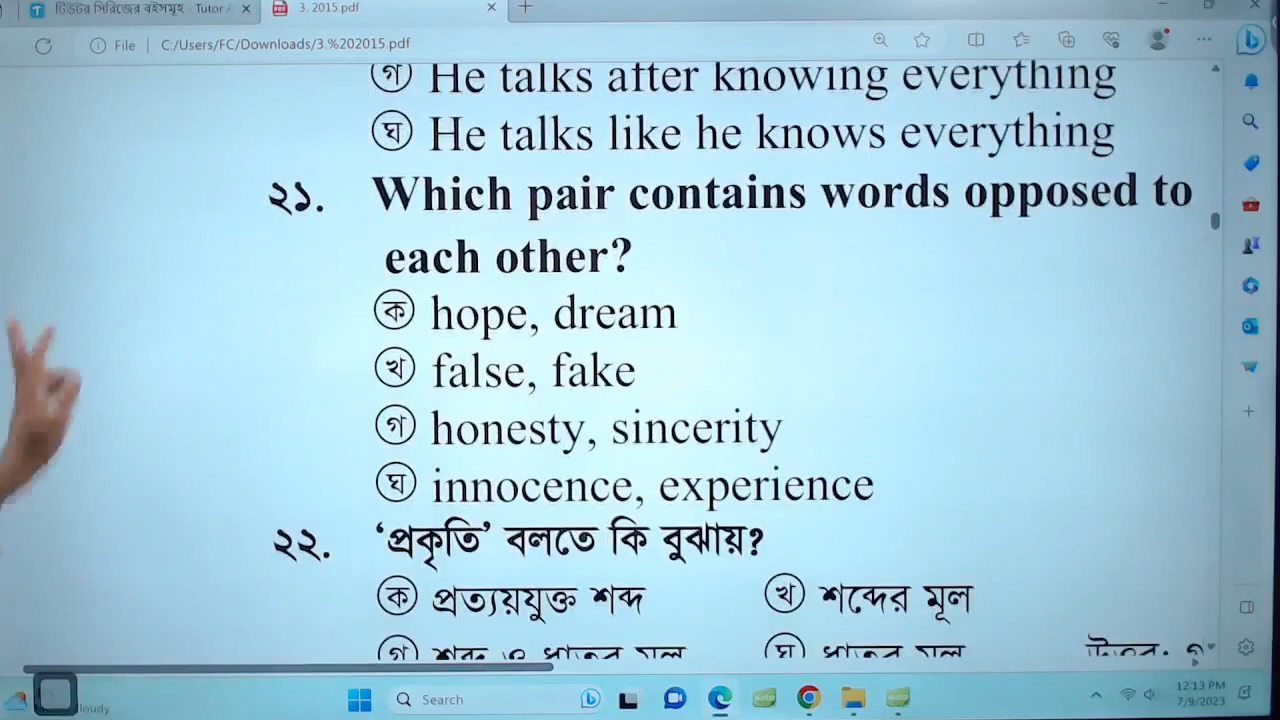 টিউটর সিরিজের বইসমূহ - Tutor
3. 2015.pdf
File
C:/Users/FC/Downloads/3.%202015.pdf
গ He talks after knowing everything
ঘ He talks like he knows everything
২১. Which pair contains words opposed to
each other?
ক hope, dream
খ false, fake
গ honesty, sincerity
ঘ innocence, experience
২২. ‘প্রকৃতি’ বলতে কি বুঝায়?
ক প্রত্যয়যুক্ত শব্দ খ শব্দের মূল
গ ঘ
loudy
Search
12:13 PM
7/9/2023